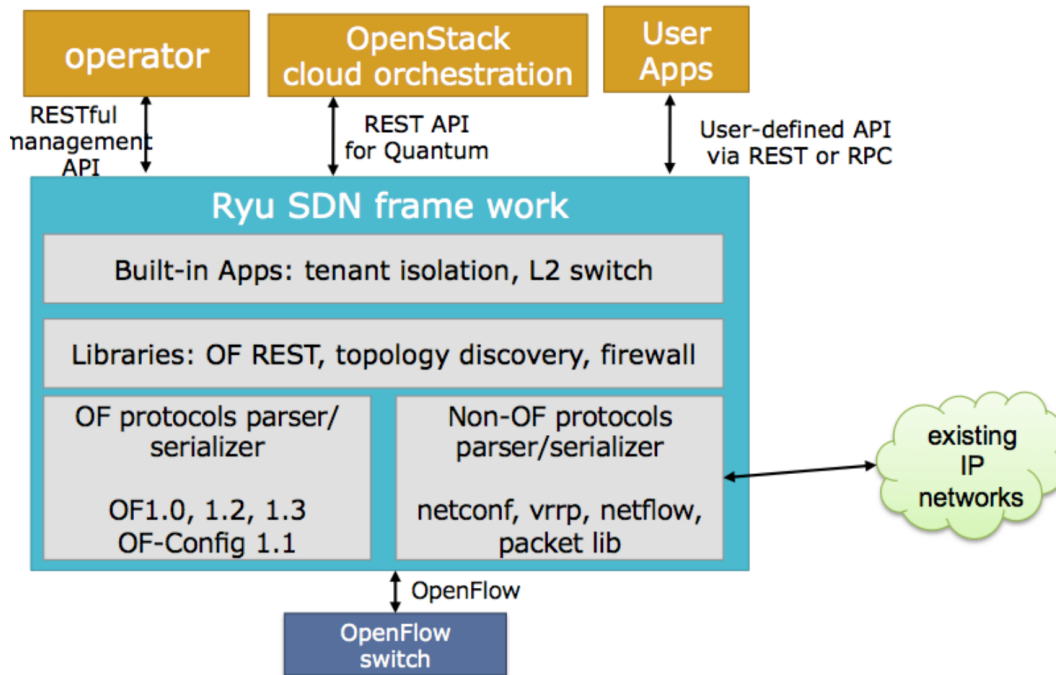 operator
OpenStack
cloud orchestration
User
Apps
RESTful
management
API
REST API
for Quantum
User-defined API
via REST or RPC
Ryu SDN frame work
Built-in Apps: tenant isolation, L2 switch
Libraries: OF REST, topology discovery, firewall
OF protocols parser/
serializer
OF1.0, 1.2, 1.3
OF-Config 1.1
Non-OF protocols
parser/serializer
netconf, vrrp, netflow,
packet lib
existing
IP
networks
OpenFlow
OpenFlow
switch